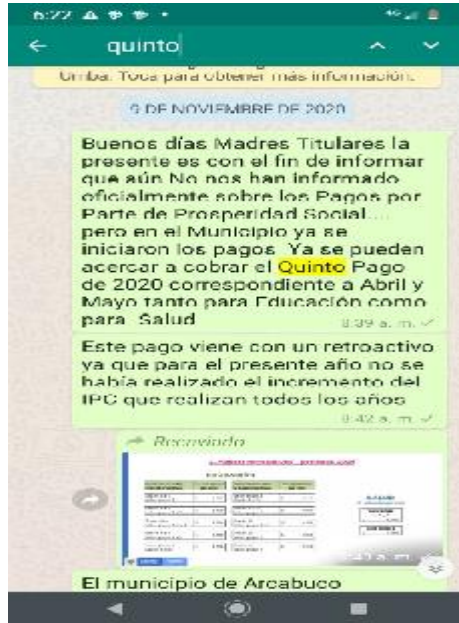 6:22
quinto
Umba. Toca para obtener más información.
9 DE NOVIEMBRE DE 2020
Buenos días Madres Titulares la
presente es con el fin de informar
que aún No nos han informado
oficialmente sobre los Pagos por
Parte de Prosperidad Social....
pero en el Municipio ya se
iniciaron los pagos Ya se pueden
acercar a cobrar el Quinto Pago
de 2020 correspondiente a Abril y
Mayo tanto para Educación como
para Salud
8:39 a. m.
Este pago viene con un retroactivo
ya que para el presente año no se
había realizado el incremento del
IPC que realizan todos los años
8:42 a. m.
Reenviado
a. m.
El municipio de Arcabuco